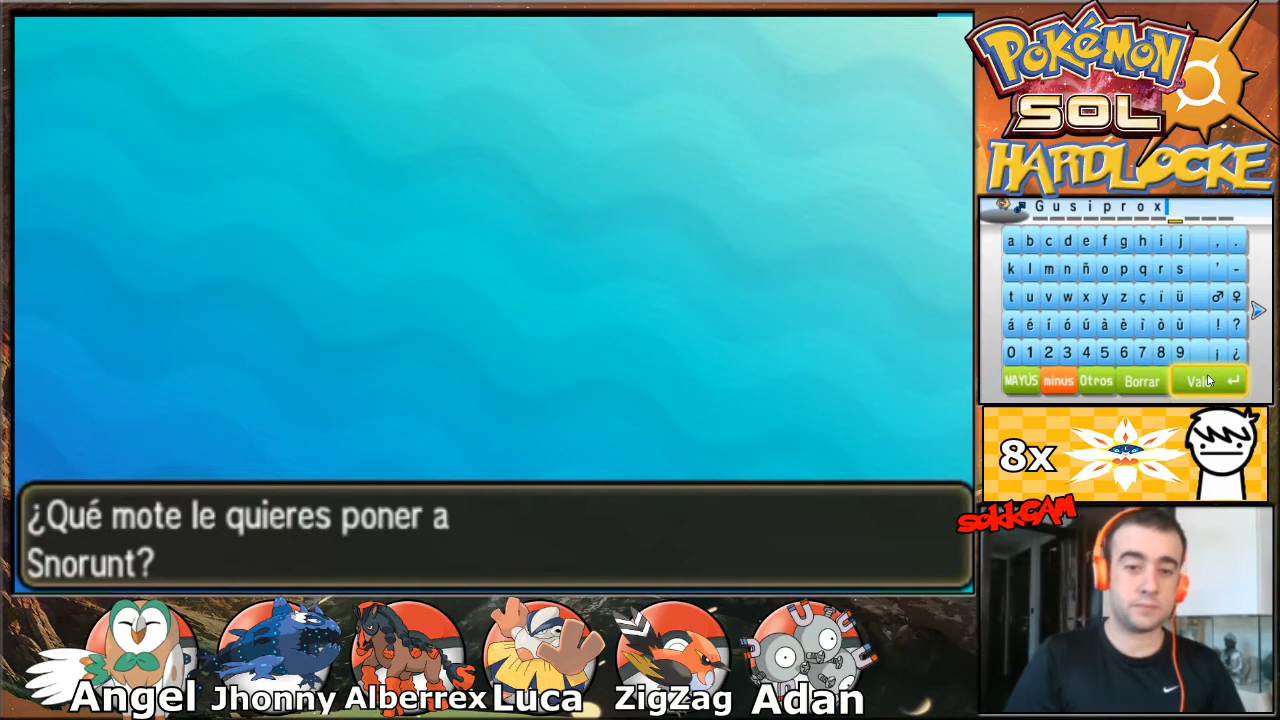 POKÉMON
SOL
HARDLOCKE
Gusiprox
a b c d e f g h i j , .
k l m n ñ o p q r s ' -
t u v w x y z ç ï ü ♂ ♀
á é í ó ú à è ì ò ù ! ?
0 1 2 3 4 5 6 7 8 9 ¡ ¿
MAYÚS minus Otros Borrar
8x
SOKKCAM
¿Qué mote le quieres poner a
Snorunt?
Angel Jhonny Alberrex Luca ZigZag Adan